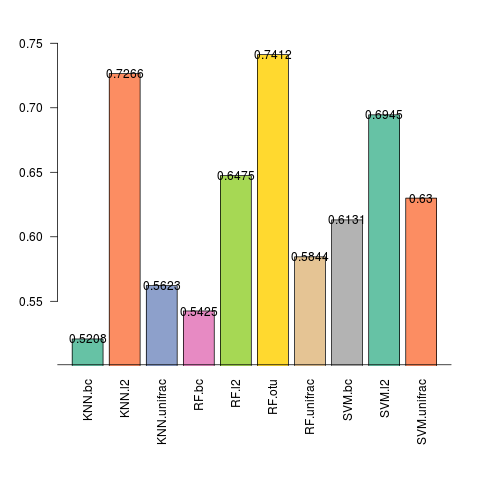 0.75
0.70
0.65
0.60
0.55
0.5208
0.7266
0.5623
0.5425
0.6475
0.7412
0.5844
0.6131
0.6945
0.63
KNN.bc
KNN.l2
KNN.unifrac
RF.bc
RF.l2
RF.otu
RF.unifrac
SVM.bc
SVM.l2
SVM.unifrac